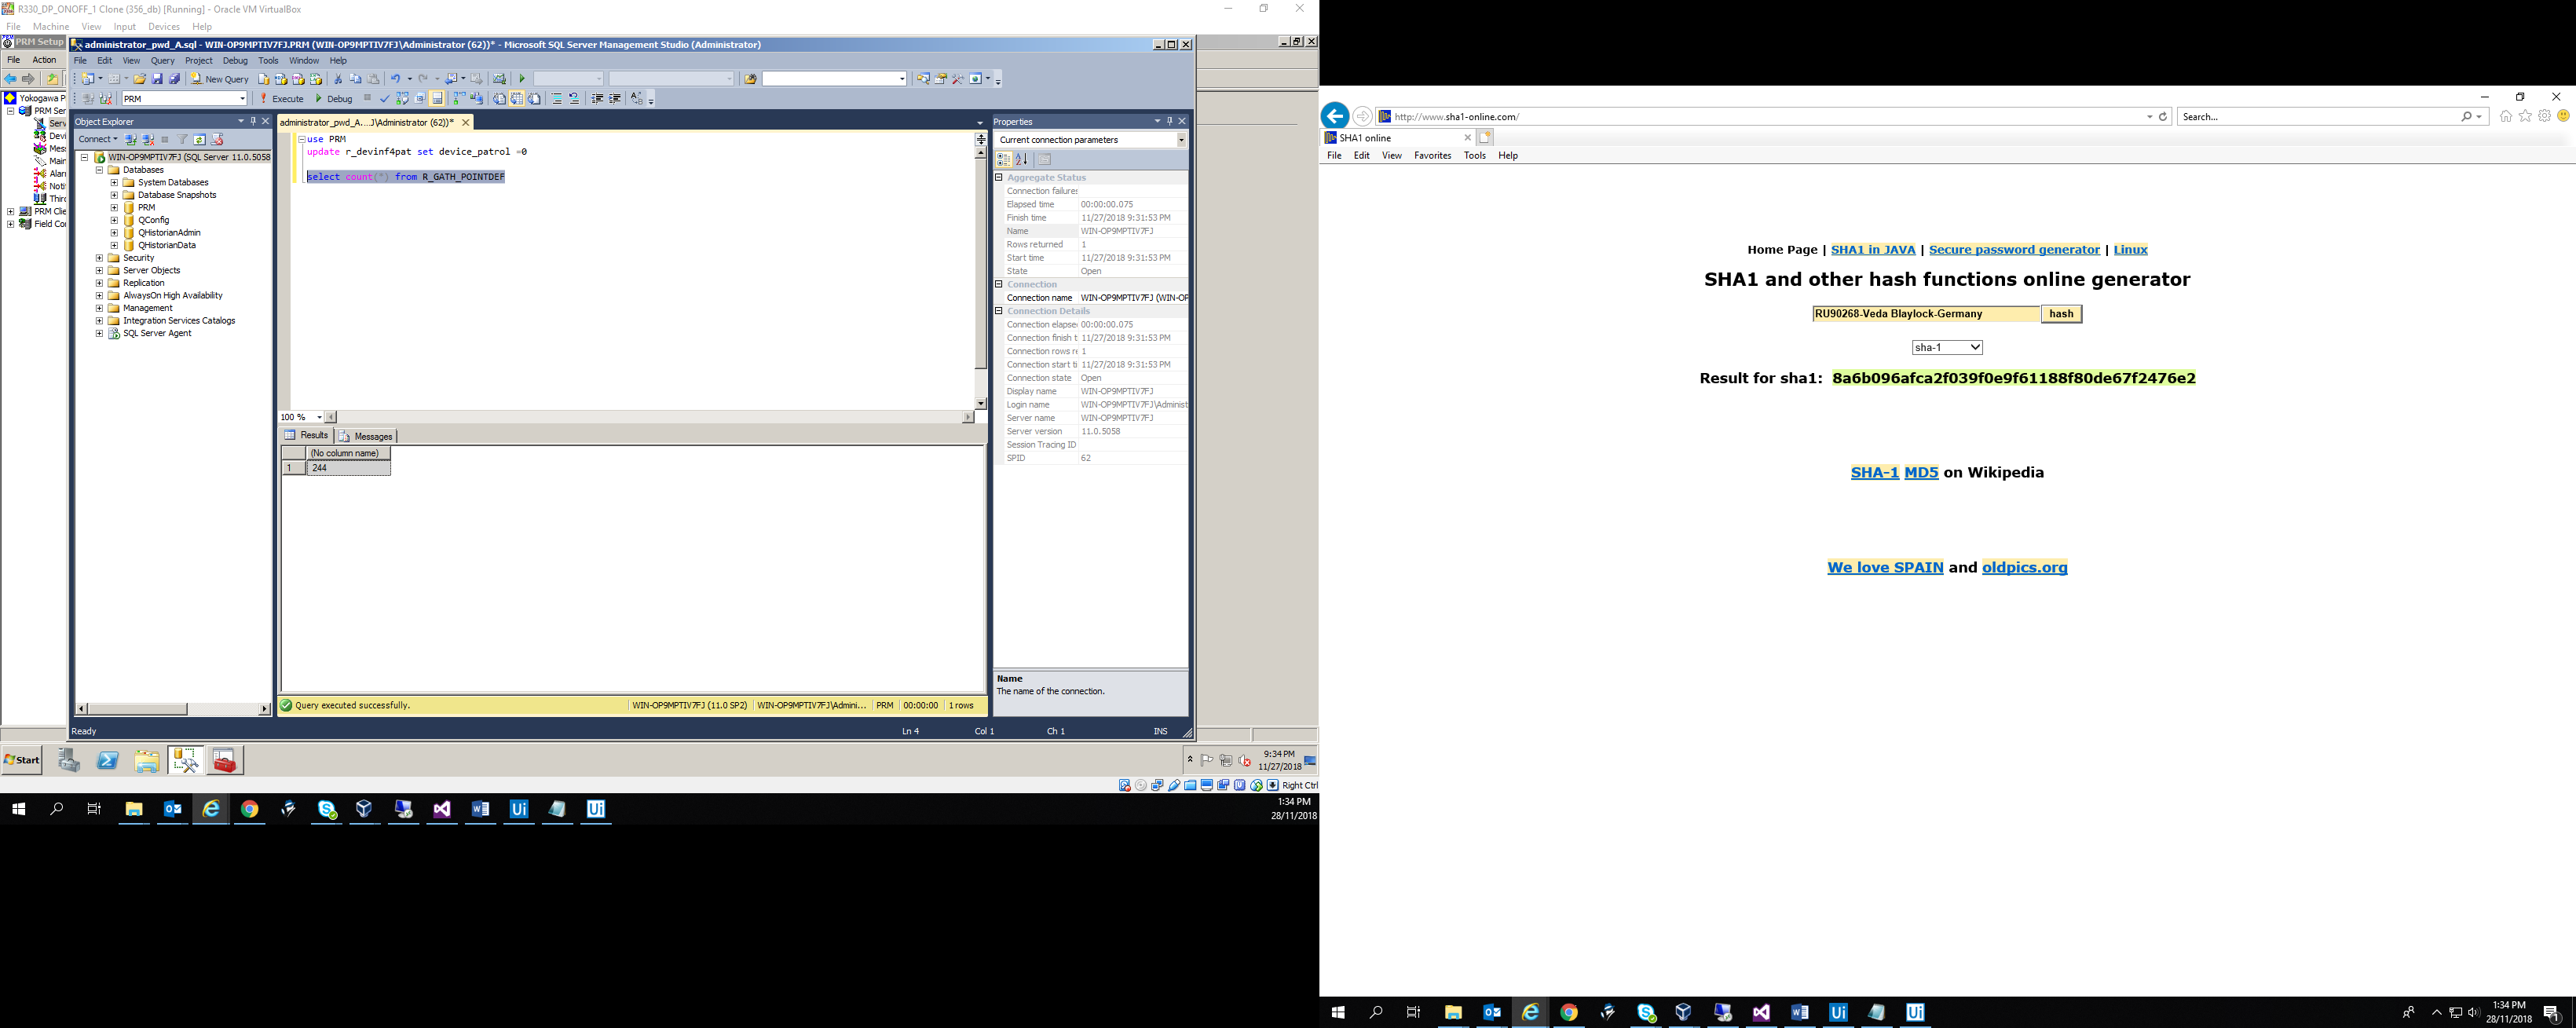 R330_DP_ONOFF_1 Clone (356_db) [Running] - Oracle VM VirtualBox
File Machine View Input Devices Help
PRM Setup
File Action
Yokogawa P
PRM Ser
Serv
Devi
Mes
Main
Alan
Noti
Thir
PRM Clie
Field Co
administrator_pwd_A.sql - WIN-OP9MPTIV7FJ.PRM (WIN-OP9MPTIV7FJ\Administrator (62))* - Microsoft SQL Server Management Studio (Administrator)
File Edit View Query Project Debug Tools Window Help
New Query
PRM
Execute Debug
Object Explorer
Connect
WIN-OP9MPTIV7FJ (SQL Server 11.0.5058
Databases
System Databases
Database Snapshots
PRM
QConfig
QHistorianAdmin
QHistorianData
Security
Server Objects
Replication
AlwaysOn High Availability
Management
Integration Services Catalogs
SQL Server Agent
administrator_pwd_A....J\Administrator (62))*
use PRM
update r_devinf4pat set device_patrol =0
select count(*) from R_GATH_POINTDEF
100 %
Results Messages
(No column name)
1 244
Query executed successfully. WIN-OP9MPTIV7FJ (11.0 SP2) WIN-OP9MPTIV7FJ\Admini... PRM 00:00:00 1 rows
Properties
Current connection parameters
Aggregate Status
Connection failures
Elapsed time 00:00:00.075
Finish time 11/27/2018 9:31:53 PM
Name WIN-OP9MPTIV7FJ
Rows returned 1
Start time 11/27/2018 9:31:53 PM
State Open
Connection
Connection name WIN-OP9MPTIV7FJ (WIN-OP
Connection Details
Connection elapse 00:00:00.075
Connection finish t 11/27/2018 9:31:53 PM
Connection rows re 1
Connection start ti 11/27/2018 9:31:53 PM
Connection state Open
Display name WIN-OP9MPTIV7FJ
Login name WIN-OP9MPTIV7FJ\Administ
Server name WIN-OP9MPTIV7FJ
Server version 11.0.5058
Session Tracing ID
SPID 62
Name
The name of the connection.
Ready Ln 4 Col 1 Ch 1 INS
Start
9:34 PM
11/27/2018
Right Ctrl
1:34 PM
28/11/2018
http://www.sha1-online.com/
Search...
SHA1 online
File Edit View Favorites Tools Help
Home Page | SHA1 in JAVA | Secure password generator | Linux
SHA1 and other hash functions online generator
RU90268-Veda Blaylock-Germany hash
sha-1
Result for sha1: 8a6b096afca2f039f0e9f61188f80de67f2476e2
SHA-1 MD5 on Wikipedia
We love SPAIN and oldpics.org
1:34 PM
28/11/2018